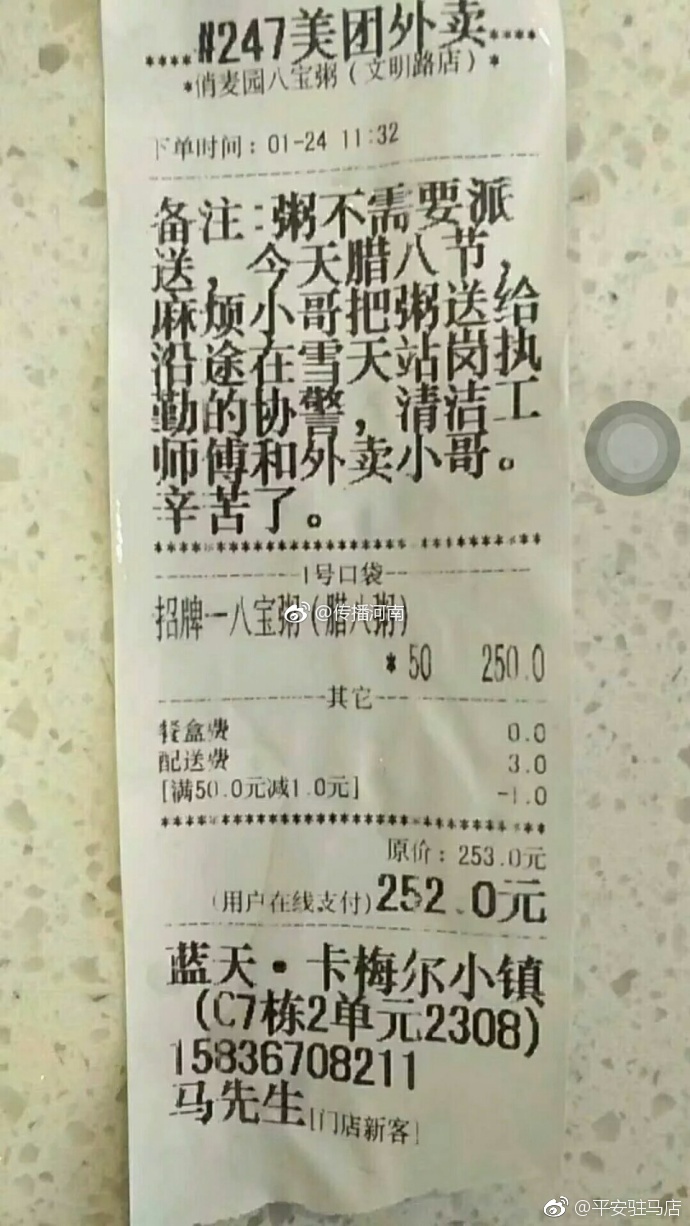 ****#247美团外卖****
*俏麦园八宝粥(文明路店)*
下单时间：01-24 11:32
备注:粥不需要派
送，今天腊八节，
麻烦小哥把粥送给
沿途在雪天站岗执
勤的协警，清洁工
师傅和外卖小哥。
辛苦了。
1号口袋
招牌一八宝粥(腊八粥)
*50 250.0
其它
餐盒费 0.0
配送费 3.0
[满50.0元减1.0元] -1.0
原价：253.0元
(用户在线支付)252.0元
蓝天·卡梅尔小镇
(C7栋2单元2308)
15836708211
马先生[门店新客]
@传播河南
@平安驻马店